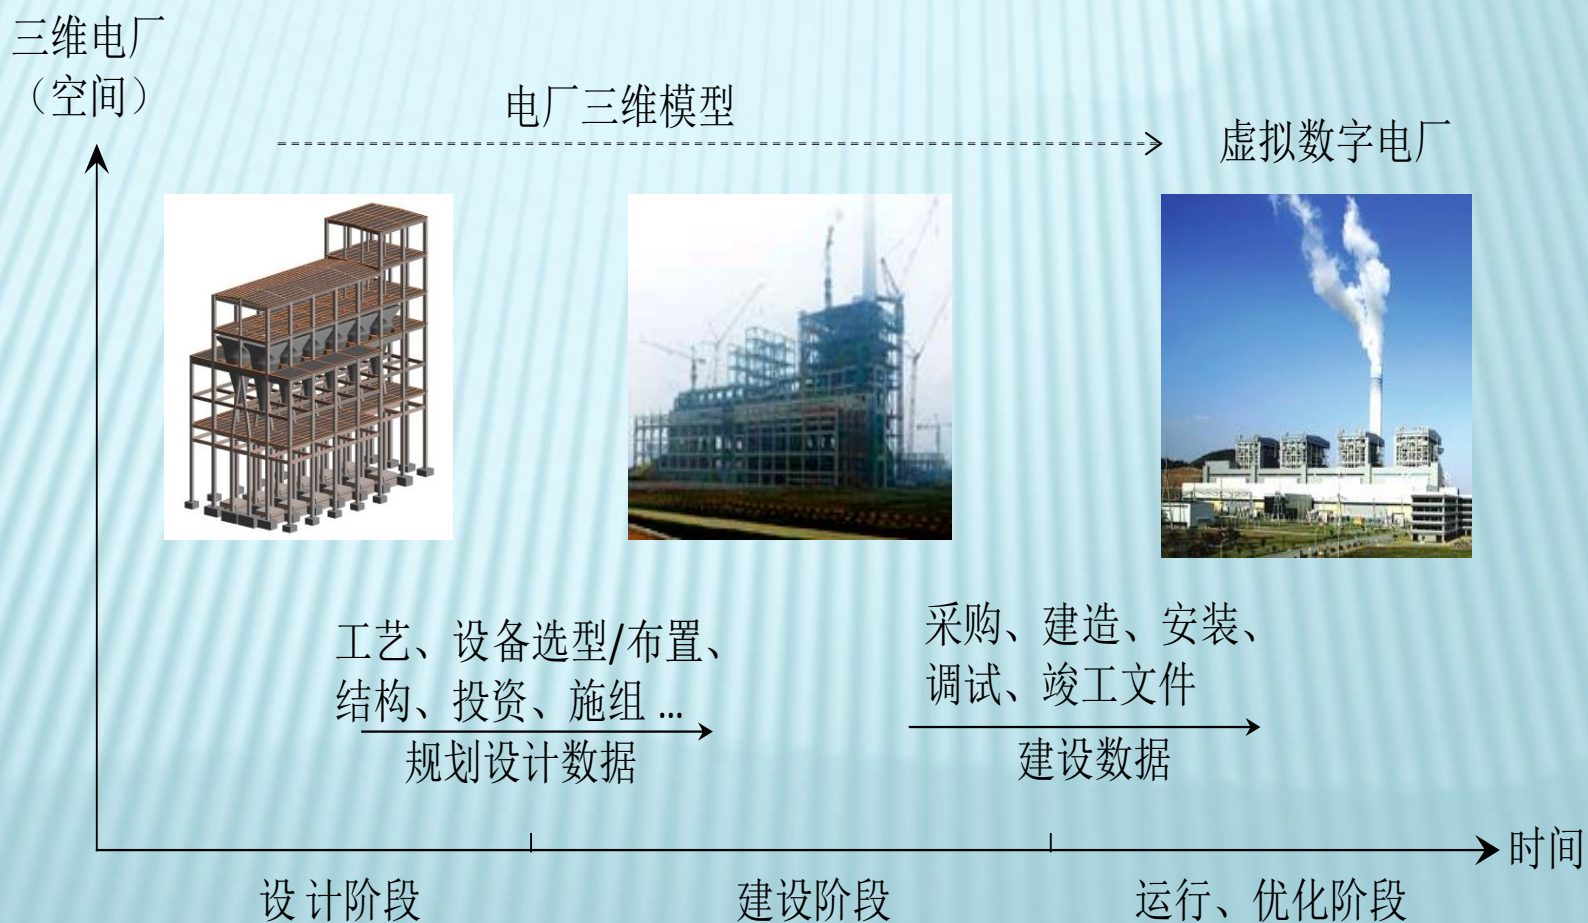 三维电厂
（空间）
电厂三维模型
虚拟数字电厂
工艺、设备选型/布置、
结构、投资、施组 ...
规划设计数据
采购、建造、安装、
调试、竣工文件
建设数据
时间
设计阶段
建设阶段
运行、优化阶段